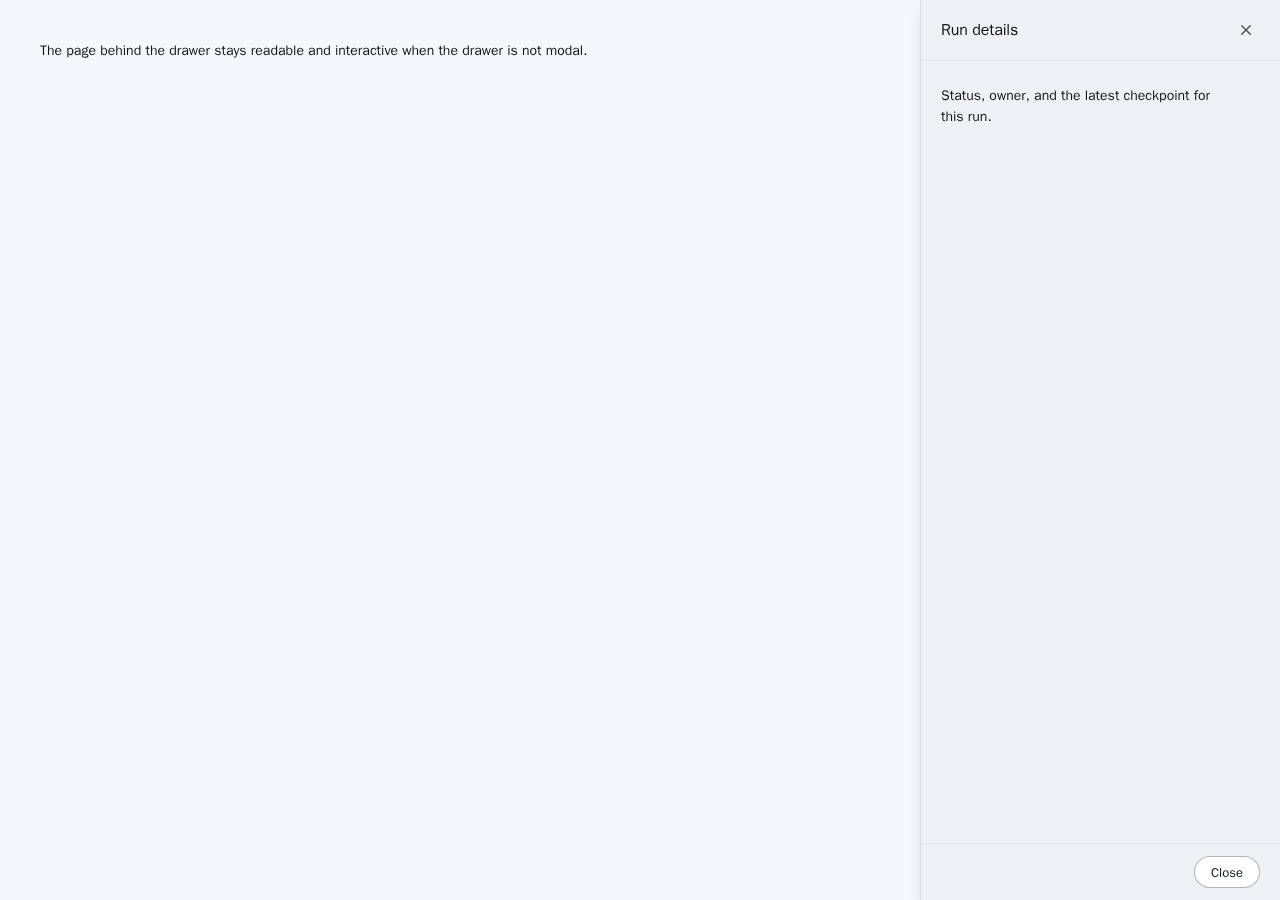 The page behind the drawer stays readable and interactive when the drawer is not modal.
Run details
Status, owner, and the latest checkpoint for
this run.
Close